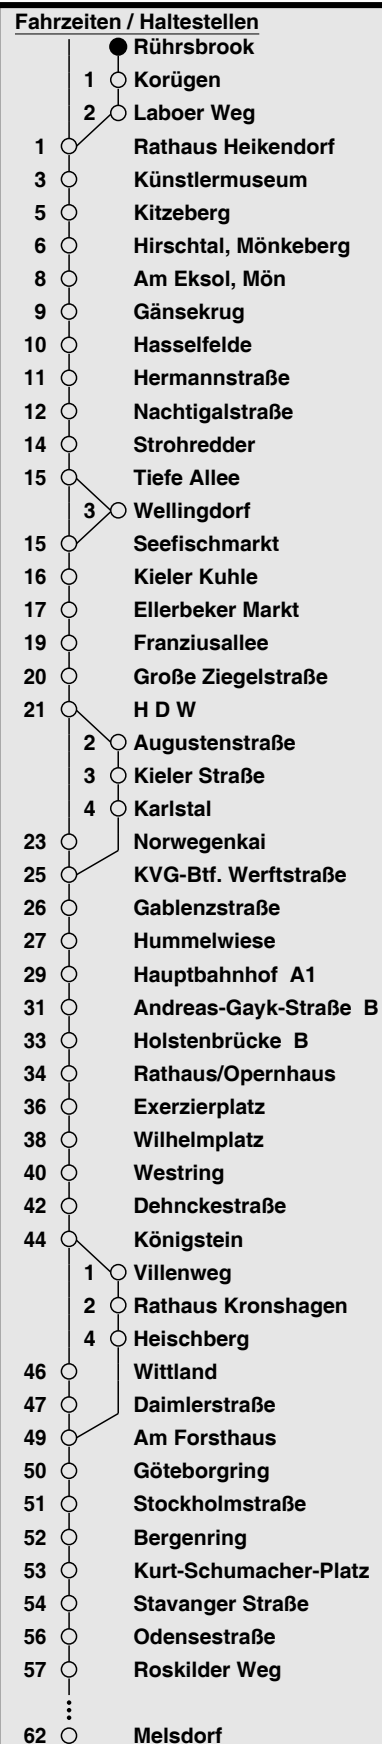 Fahrzeiten / Haltestellen
Rührsbrook
1 Korügen
2 Laboer Weg
1 Rathaus Heikendorf
3 Künstlermuseum
5 Kitzeberg
6 Hirschtal, Mönkeberg
8 Am Eksol, Mön
9 Gänsekrug
10 Hasselfelde
11 Hermannstraße
12 Nachtigalstraße
14 Strohredder
15 Tiefe Allee
3 Wellingdorf
15 Seefischmarkt
16 Kieler Kuhle
17 Ellerbeker Markt
19 Franziusallee
20 Große Ziegelstraße
21 H D W
2 Augustenstraße
3 Kieler Straße
4 Karlstal
23 Norwegenkai
25 KVG-Btf. Werftstraße
26 Gablenzstraße
27 Hummelwiese
29 Hauptbahnhof A1
31 Andreas-Gayk-Straße B
33 Holstenbrücke B
34 Rathaus/Opernhaus
36 Exerzierplatz
38 Wilhelmplatz
40 Westring
42 Dehnckestraße
44 Königstein
1 Villenweg
2 Rathaus Kronshagen
4 Heischberg
46 Wittland
47 Daimlerstraße
49 Am Forsthaus
50 Göteborgring
51 Stockholmstraße
52 Bergenring
53 Kurt-Schumacher-Platz
54 Stavanger Straße
56 Odensestraße
57 Roskilder Weg
62 Melsdorf